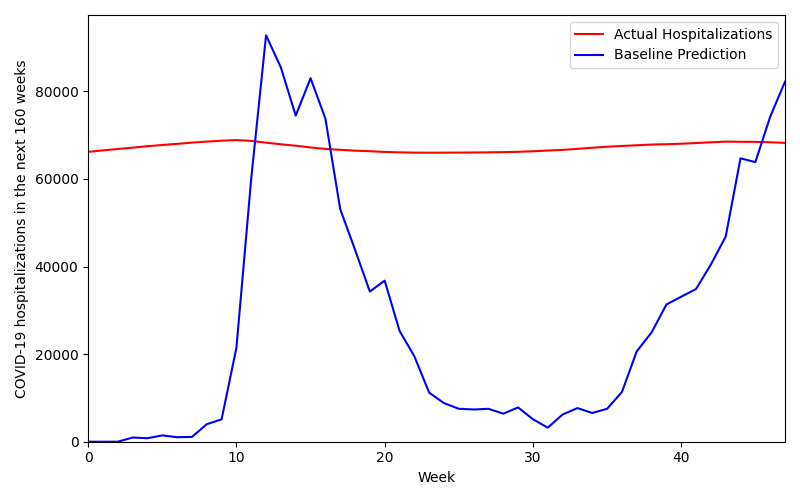 Actual Hospitalizations
Baseline Prediction
COVID-19 hospitalizations in the next 160 weeks
80000
60000
40000
20000
0
0 10 20 30 40
Week